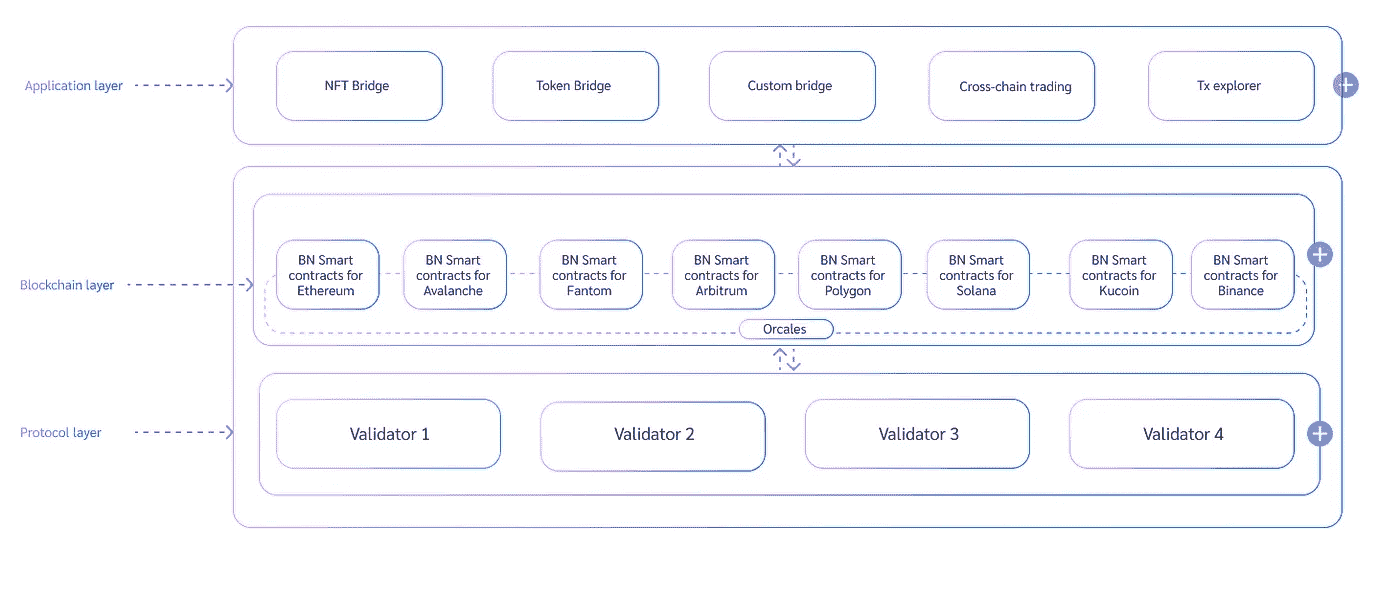 Application layer
NFT Bridge
Token Bridge
Custom bridge
Cross-chain trading
Tx explorer
Blockchain layer
BN Smart
contracts for
Ethereum
BN Smart
contracts for
Avalanche
BN Smart
contracts for
Fantom
BN Smart
contracts for
Arbitrum
BN Smart
contracts for
Polygon
BN Smart
contracts for
Solana
BN Smart
contracts for
Kucoin
BN Smart
contracts for
Binance
Orcales
Protocol layer
Validator 1
Validator 2
Validator 3
Validator 4